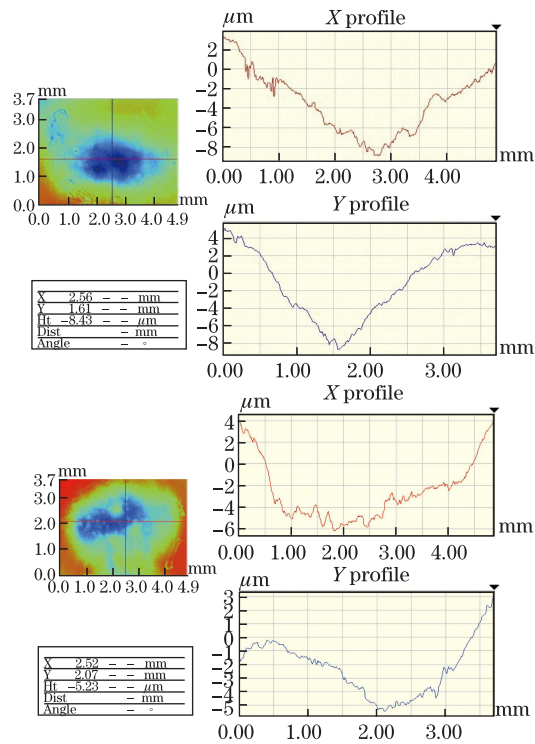 μm
X profile
2
0
−2
−4
−6
−8
0.00 1.00 2.00 3.00 4.00
mm
3.7 mm
3.0
2.0
1.0
0.0
0.0 1.0 2.0 3.0 4.9
mm
μm
Y profile
4
2
0
−2
−4
−6
−8
0.00 1.00 2.00 3.00
mm
X 2.56 − − mm
Y 1.61 − − mm
Ht −8.43 − − μm
Dist − mm
Angle − °
μm
X profile
4
2
0
−2
−4
−6
0.00 1.00 2.00 3.00 4.00
mm
3.7 mm
3.0
2.0
1.0
0.0
0.0 1.0 2.0 3.0 4.9
mm
μm
Y profile
3
2
1
0
−1
−2
−3
−4
−5
0.00 1.00 2.00 3.00
mm
X 2.52 − − mm
Y 2.07 − − mm
Ht −5.23 − − μm
Dist − mm
Angle − °